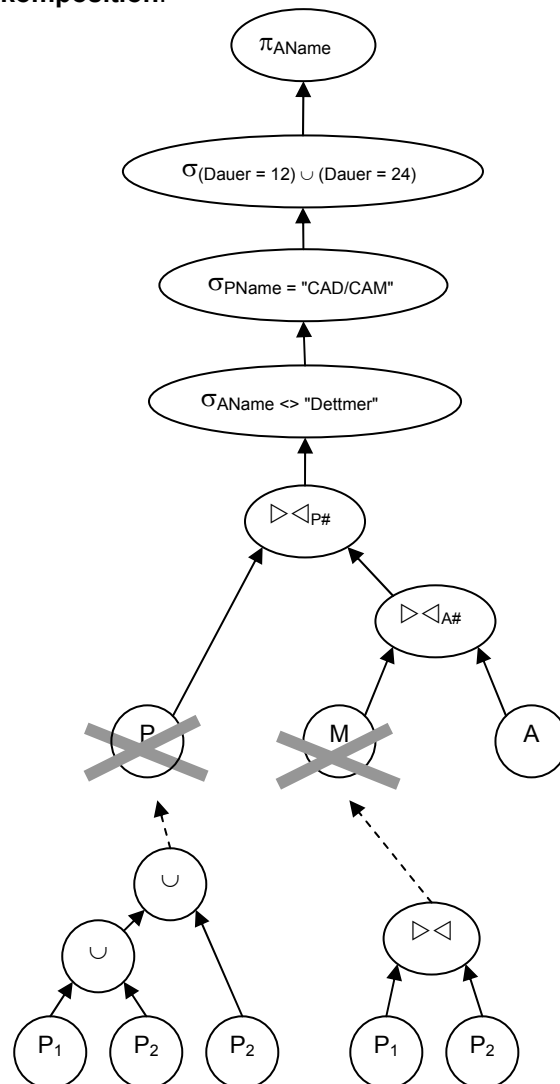 komposition.
πAName
σ(Dauer = 12) ∪ (Dauer = 24)
σPName = "CAD/CAM"
σAName <> "Dettmer"
▷◁P#
▷◁A#
P M A
∪
∪ ▷◁
P1 P2 P2 P1 P2